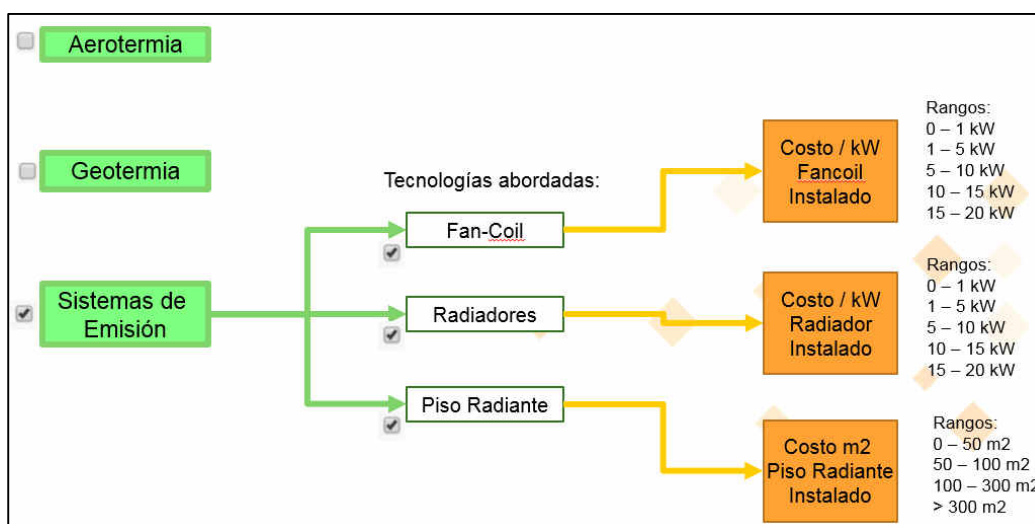 Aerotermia
Geotermia
Sistemas de
Emisión
Tecnologías abordadas:
Fan-Coil
Radiadores
Piso Radiante
Costo / kW
Fancoil
Instalado
Rangos:
0 – 1 kW
1 – 5 kW
5 – 10 kW
10 – 15 kW
15 – 20 kW
Costo / kW
Radiador
Instalado
Rangos:
0 – 1 kW
1 – 5 kW
5 – 10 kW
10 – 15 kW
15 – 20 kW
Costo m2
Piso Radiante
Instalado
Rangos:
0 – 50 m2
50 – 100 m2
100 – 300 m2
> 300 m2